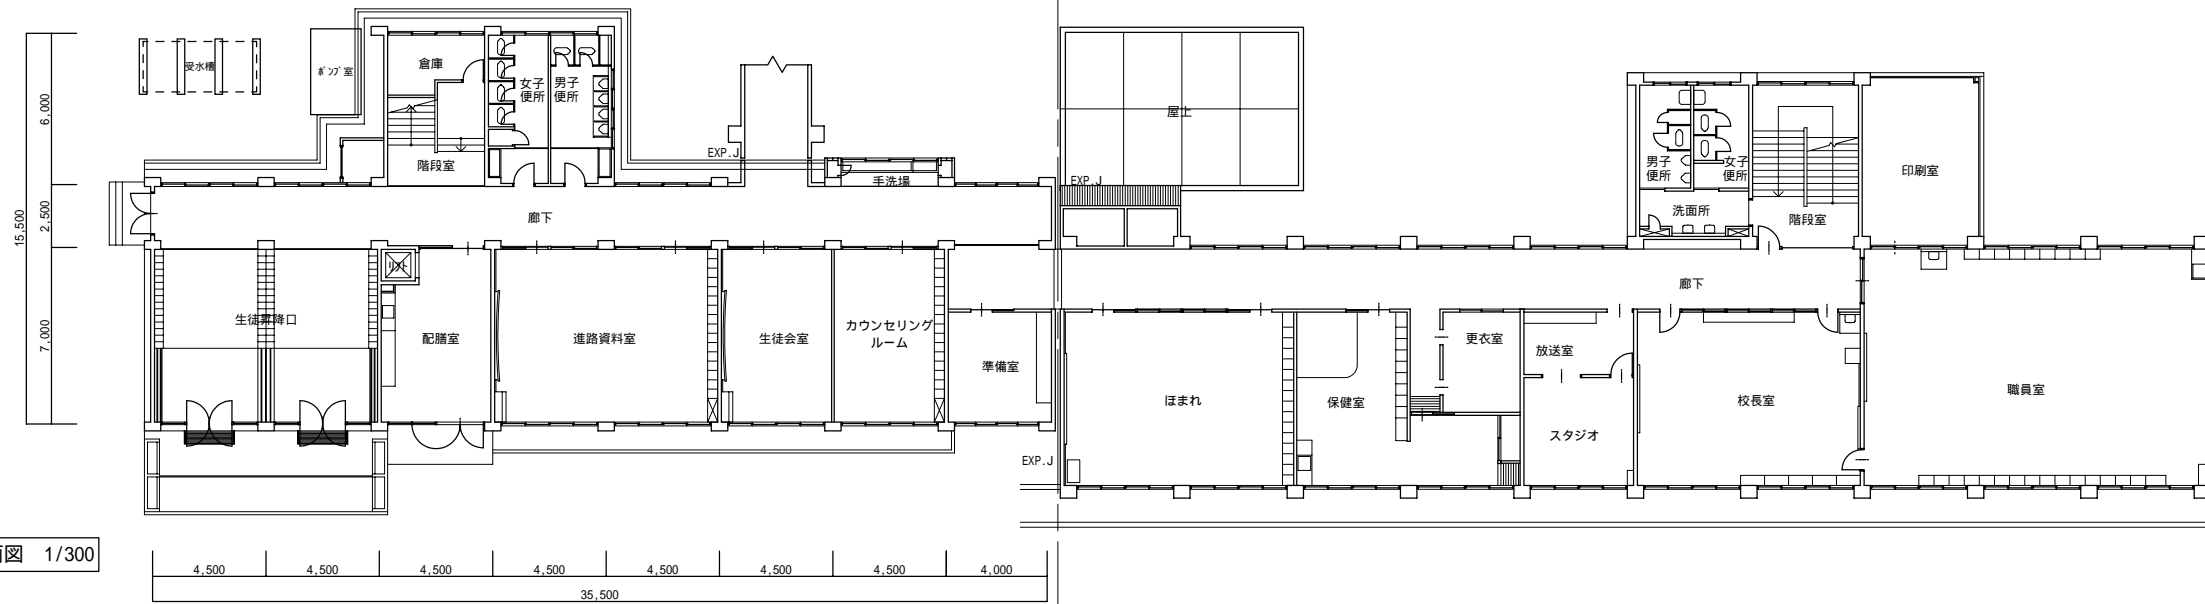 受水槽
ポンプ室
倉庫
女子
便所
男子
便所
階段室
EXP.J
手洗場
屋上
EXP.J
男子
便所
女子
便所
洗面所
階段室
印刷室
6,000
2,500
7,000
15,500
廊下
廊下
リフト
生徒昇降口
配膳室
進路資料室
生徒会室
カウンセリング
ルーム
準備室
ほまれ
保健室
更衣室
放送室
スタジオ
校長室
職員室
EXP.J
図 1/300
4,500
4,500
4,500
4,500
4,500
4,500
4,500
4,000
35,500